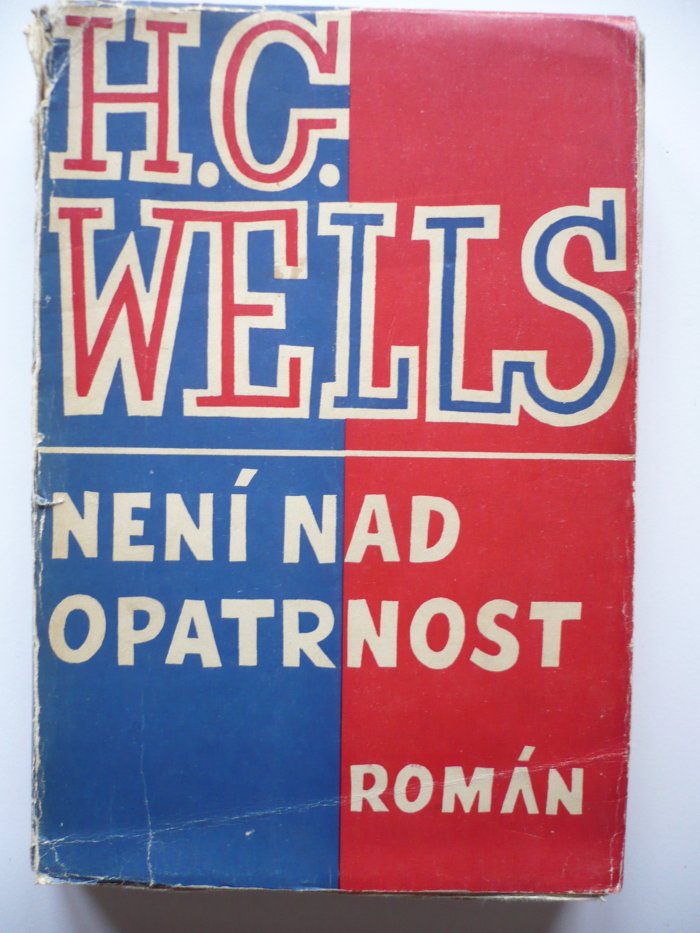 H.G.
WELLS
NENÍ NAD
OPATRNOST
ROMÁN